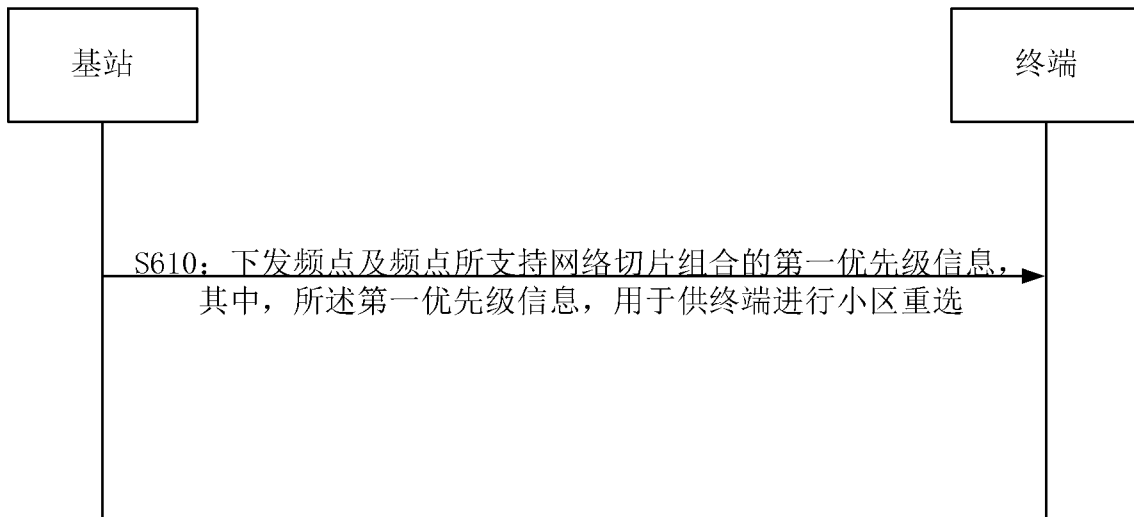 基站
终端
S610：下发频点及频点所支持网络切片组合的第一优先级信息，
其中，所述第一优先级信息，用于供终端进行小区重选